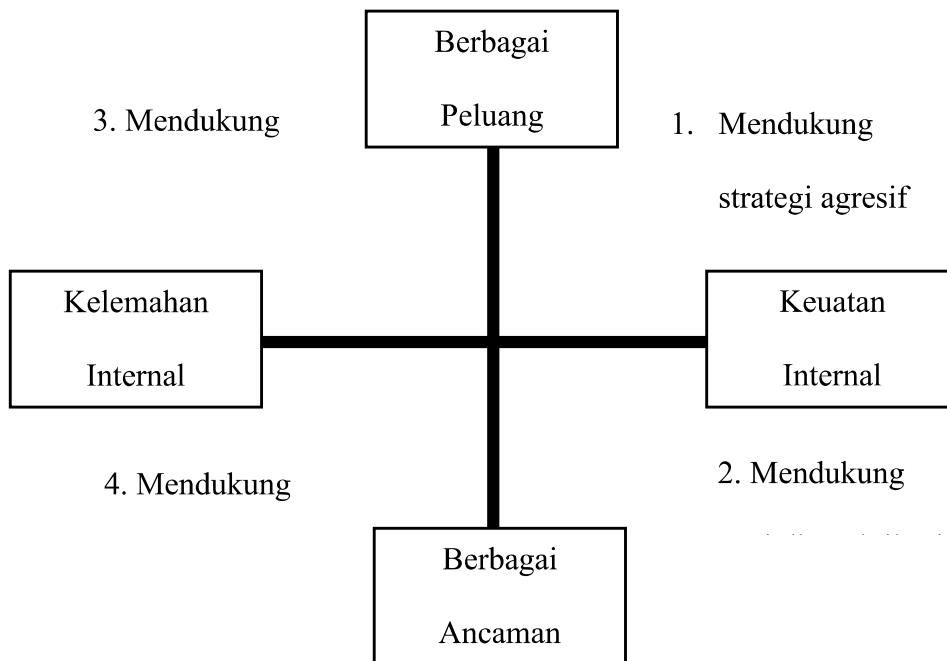 Berbagai
Peluang
3. Mendukung
1. Mendukung
strategi agresif
Kelemahan
Internal
Keuatan
Internal
4. Mendukung
2. Mendukung
Berbagai
Ancaman